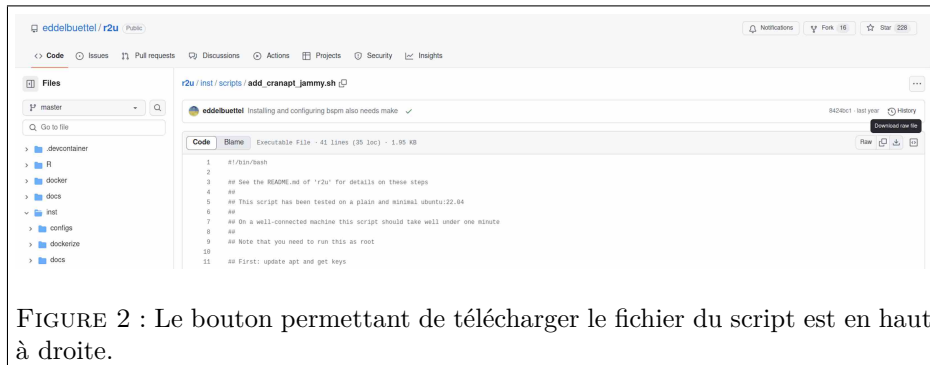 eddelbuettel / r2u Public
Notifications Fork 16 Star 228
Code Issues Pull requests Discussions Actions Projects Security Insights
Files
r2u / inst / scripts / add_cranapt_jammy.sh
master
eddelbuettel Installing and configuring bspm also needs make
8424bc1 · last year History
Go to file
Download raw file
Code Blame Executable File · 41 lines (35 loc) · 1.95 KB
Raw
.devcontainer
R
docker
docs
inst
configs
dockerize
docs
1 #!/bin/bash
2
3 ## See the README.md of 'r2u' for details on these steps
4 ##
5 ## This script has been tested on a plain and minimal ubuntu:22.04
6 ##
7 ## On a well-connected machine this script should take well under one minute
8 ##
9 ## Note that you need to run this as root
10
11 ## First: update apt and get keys
FIGURE 2 : Le bouton permettant de télécharger le fichier du script est en haut
à droite.